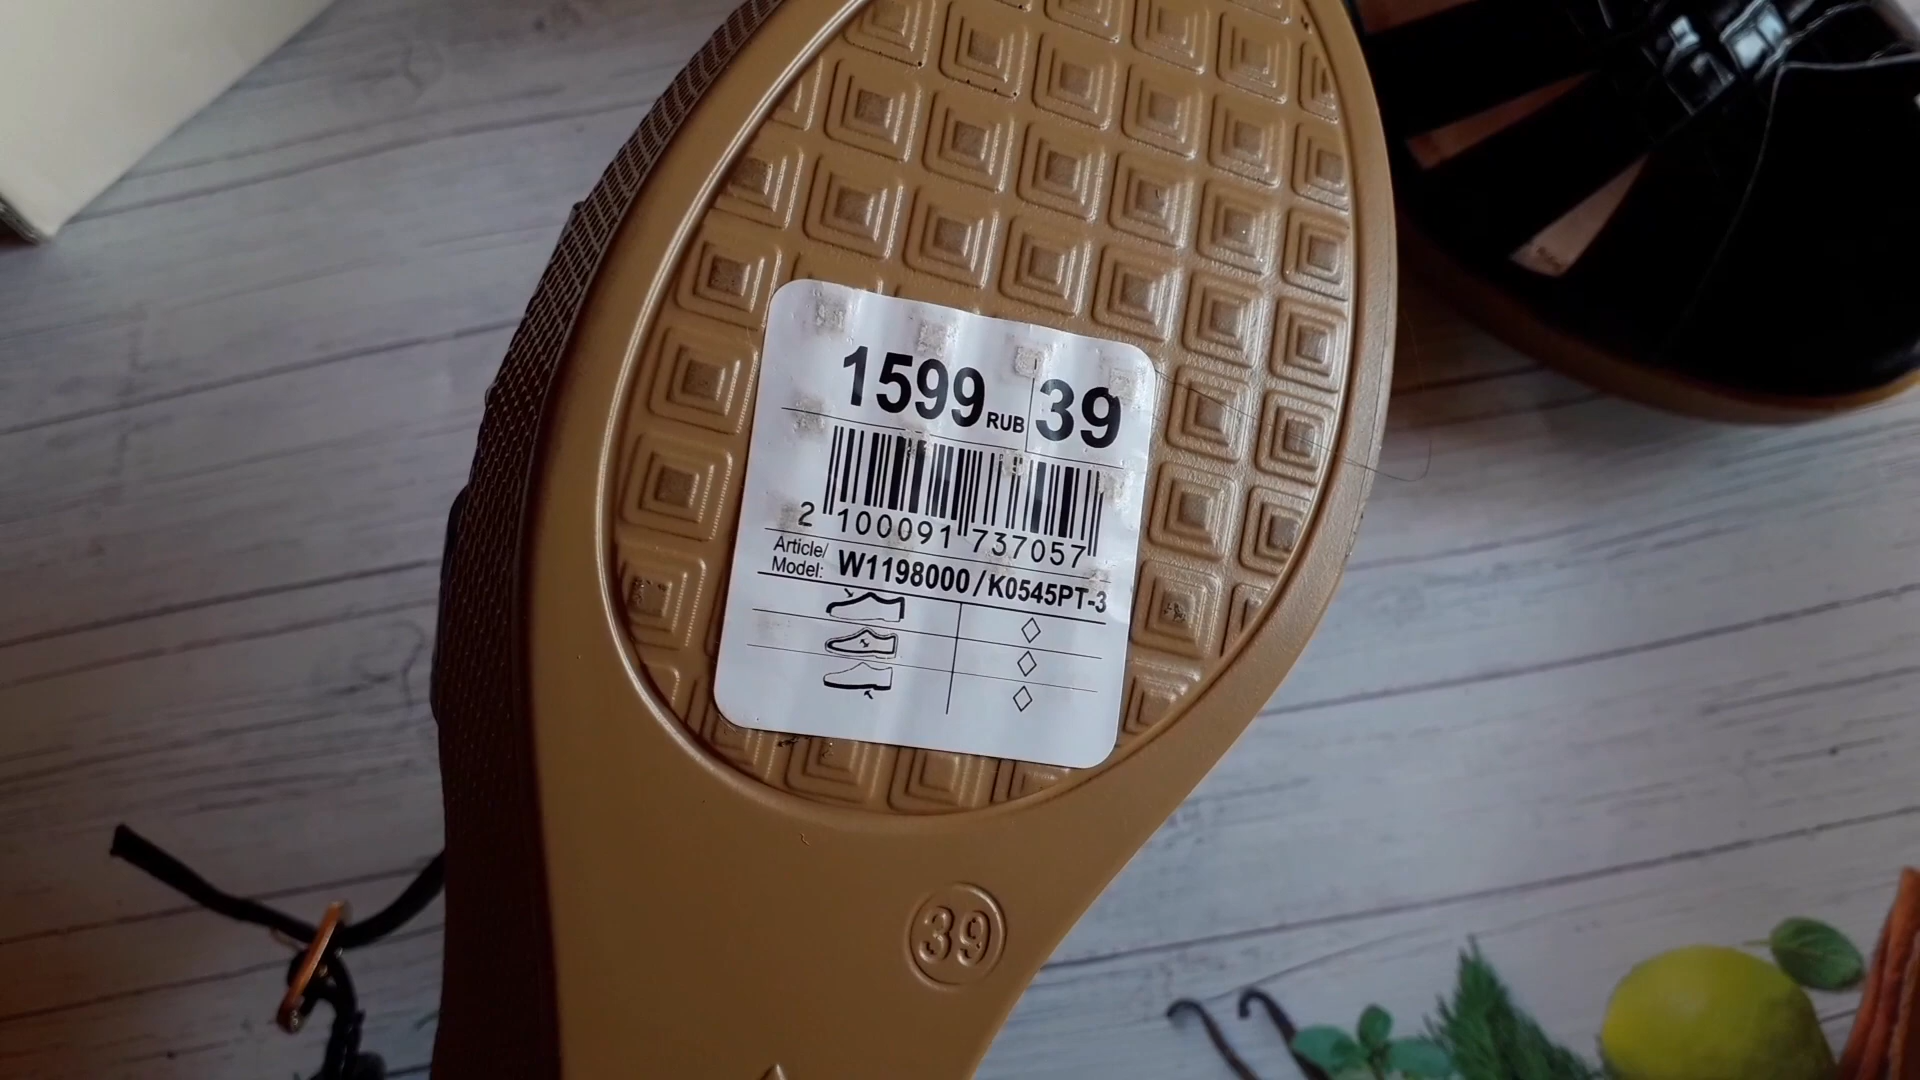 1599 RUB 39
2 100091 737057
Article/
Model: W1198000/K0545PT-3
39